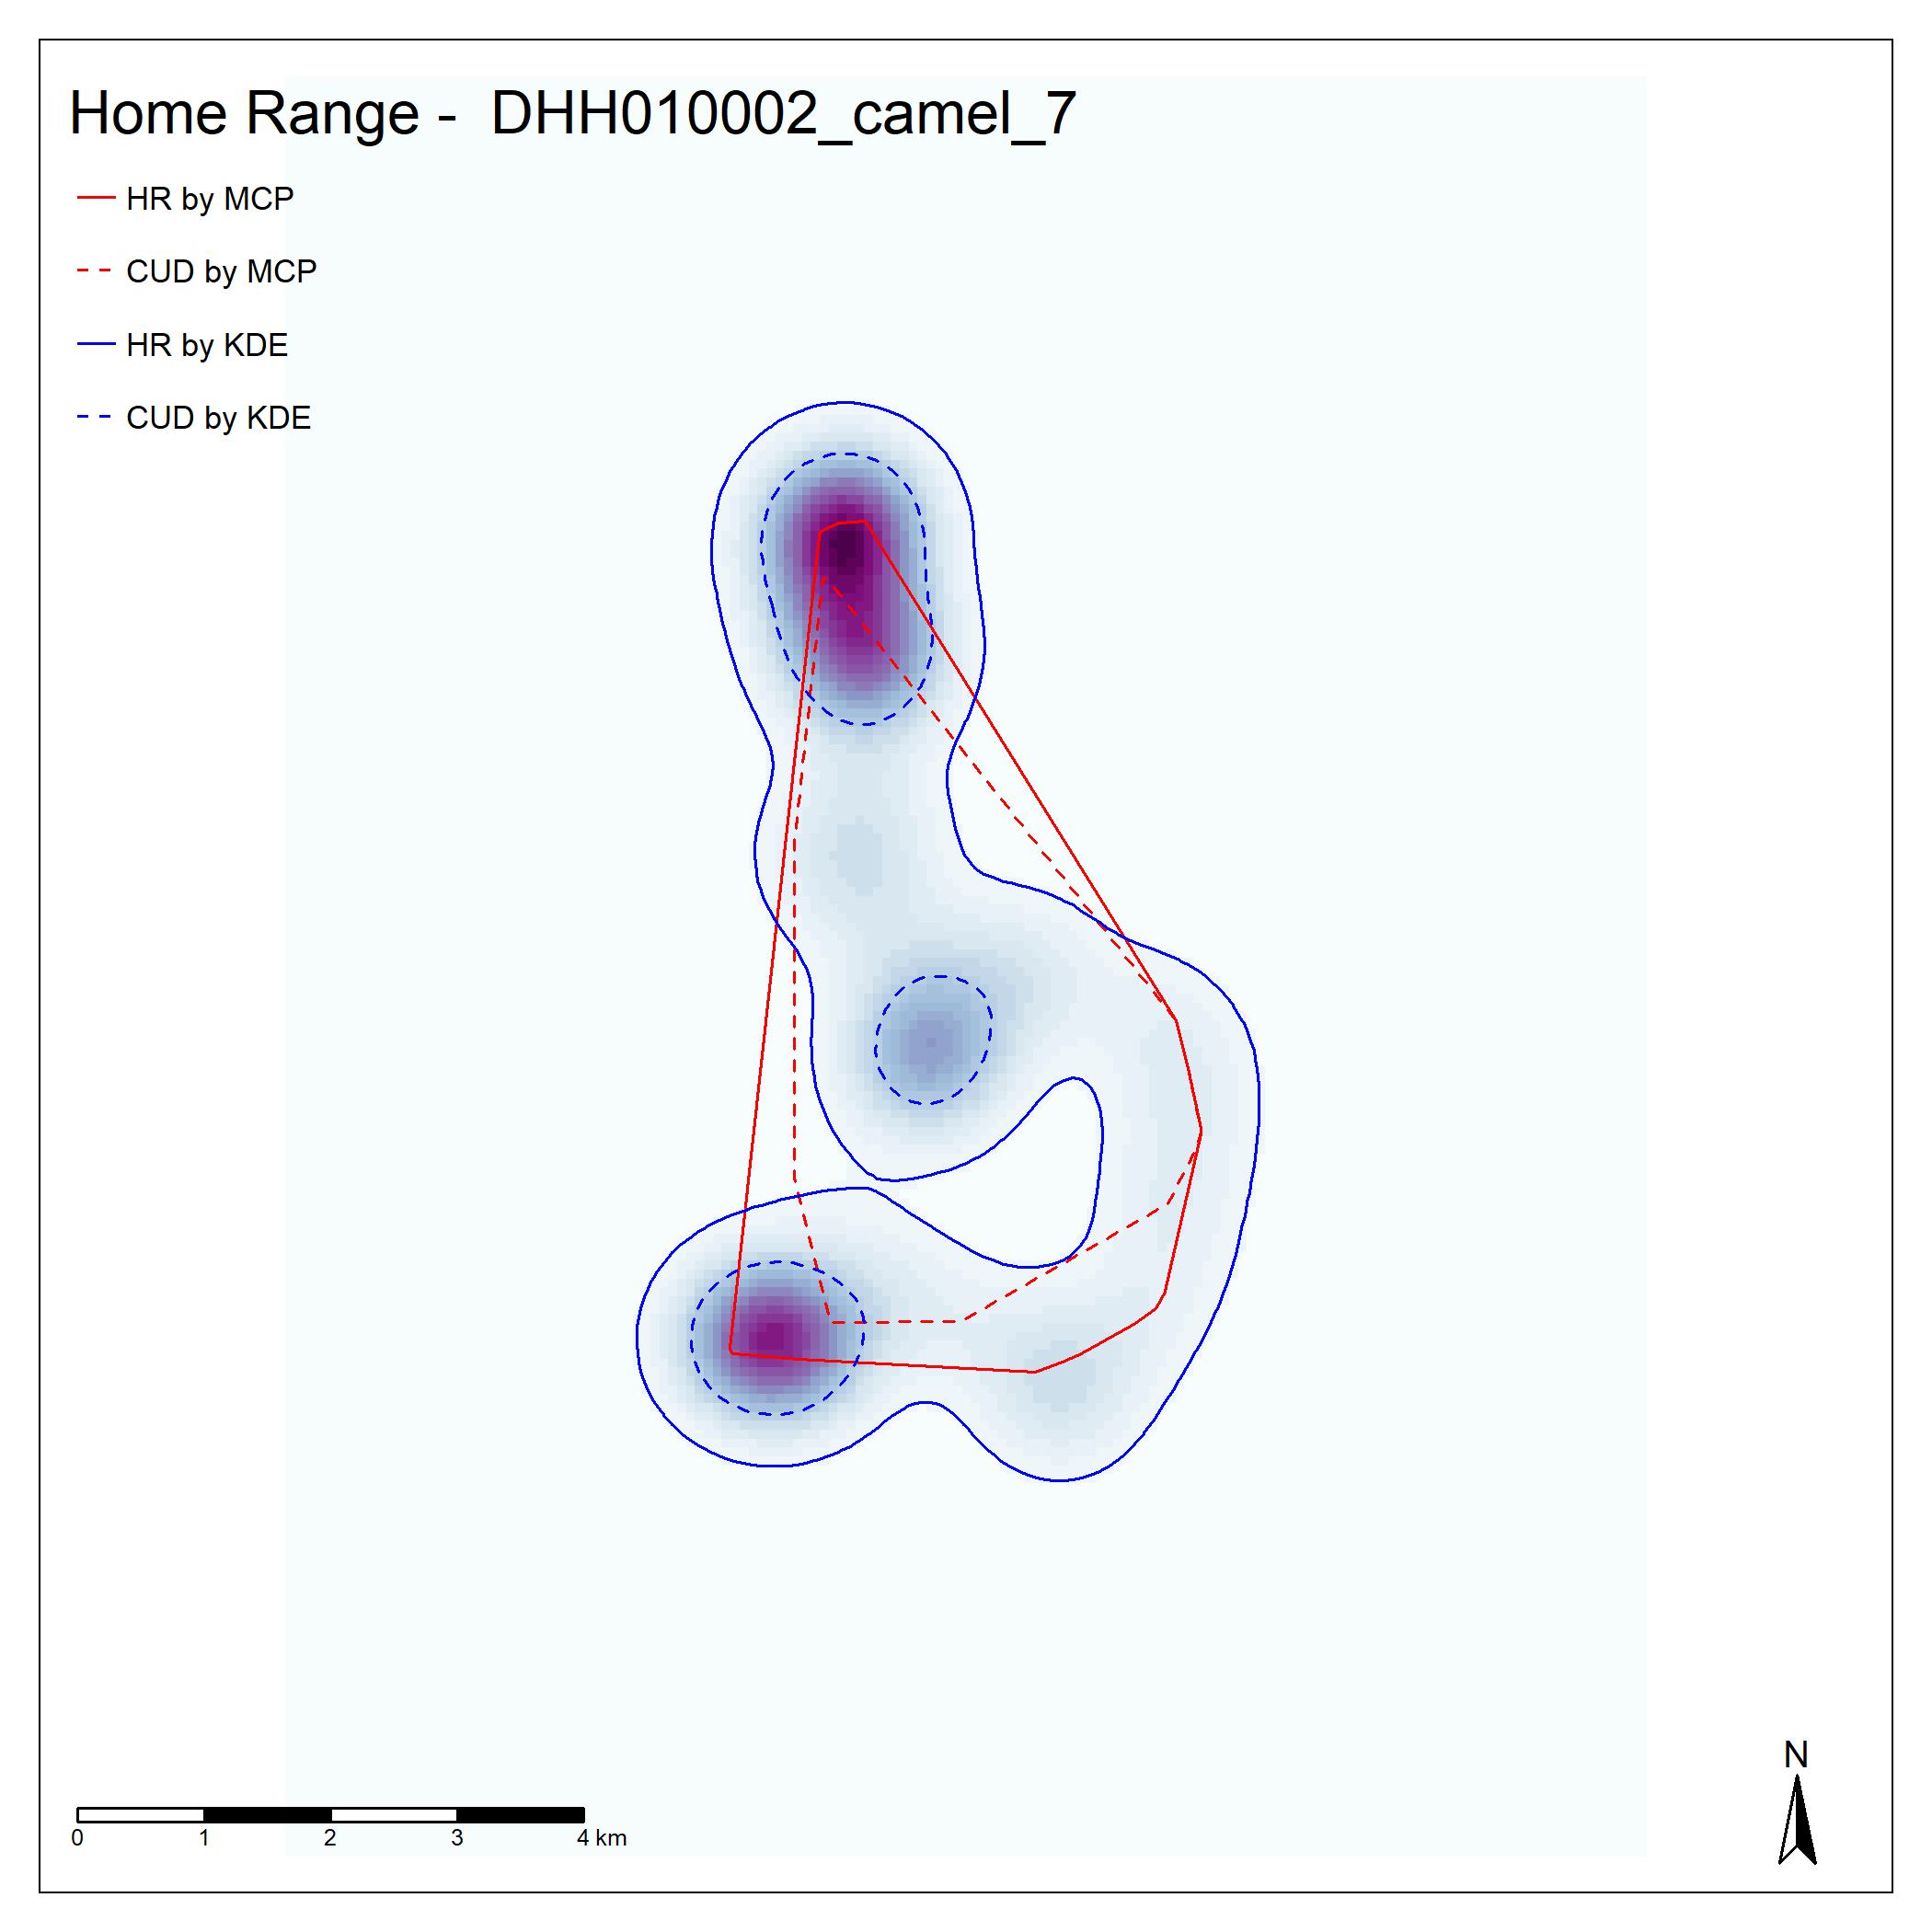 Home Range -  DHH010002_camel_7
HR by MCP
CUD by MCP
HR by KDE
CUD by KDE
N
0 1 2 3 4 km